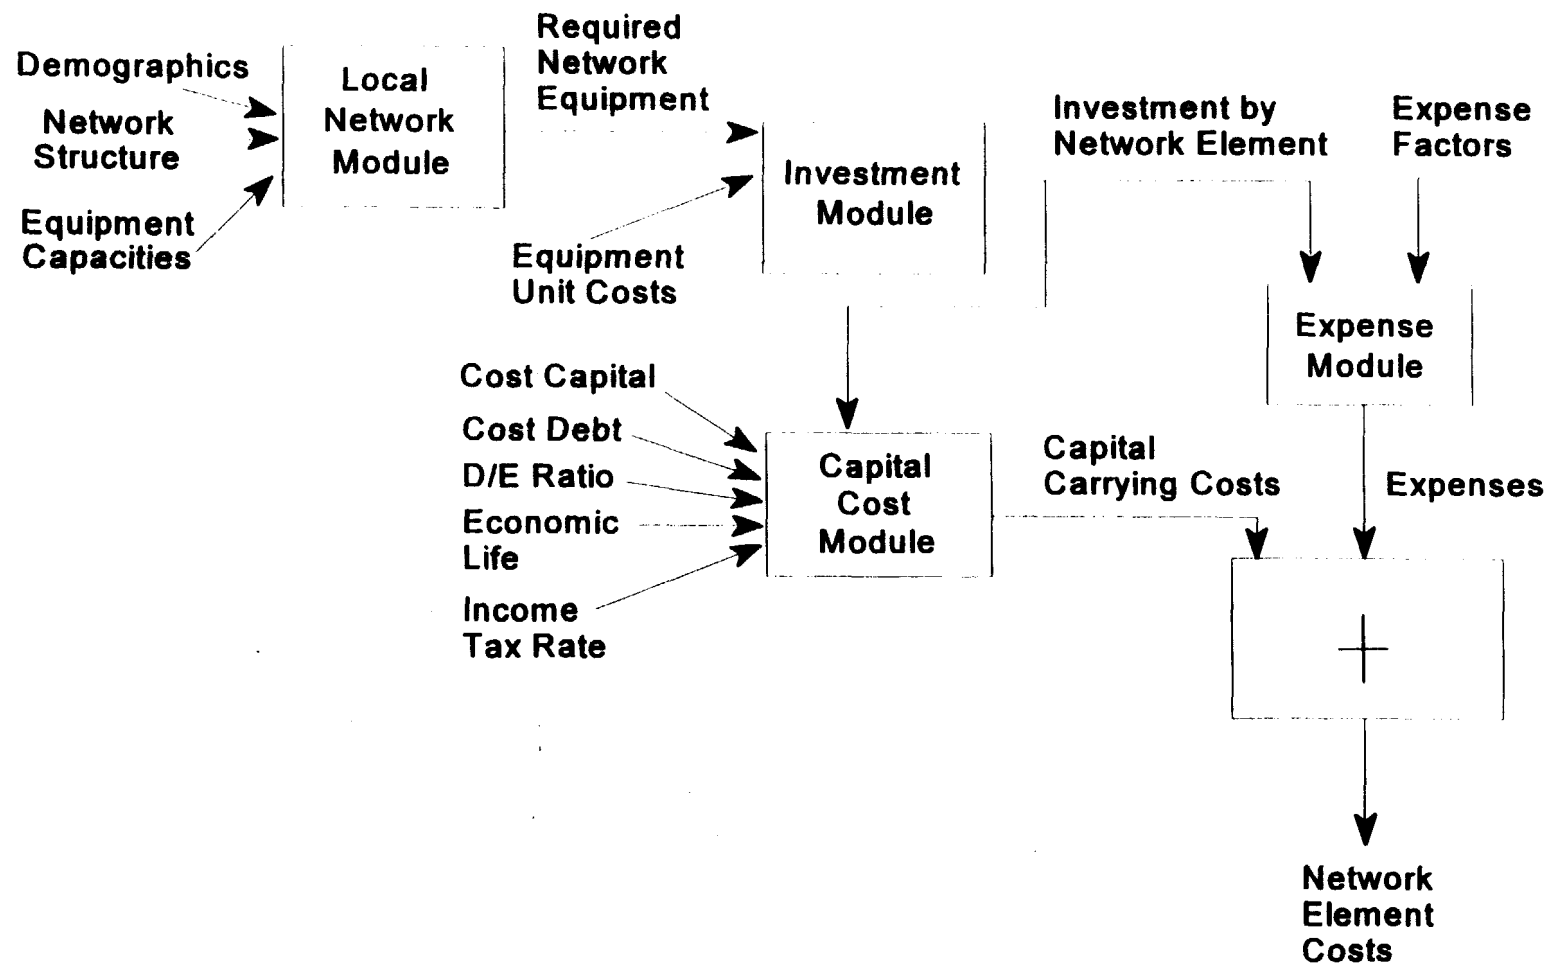 Demographics
Network
Structure
Equipment
Capacities
Local
Network
Module
Required
Network
Equipment
Equipment
Unit Costs
Investment
Module
Investment by
Network Element
Expense
Factors
Expense
Module
Cost Capital
Cost Debt
D/E Ratio
Economic
Life
Income
Tax Rate
Capital
Cost
Module
Capital
Carrying Costs
Expenses
+
Network
Element
Costs